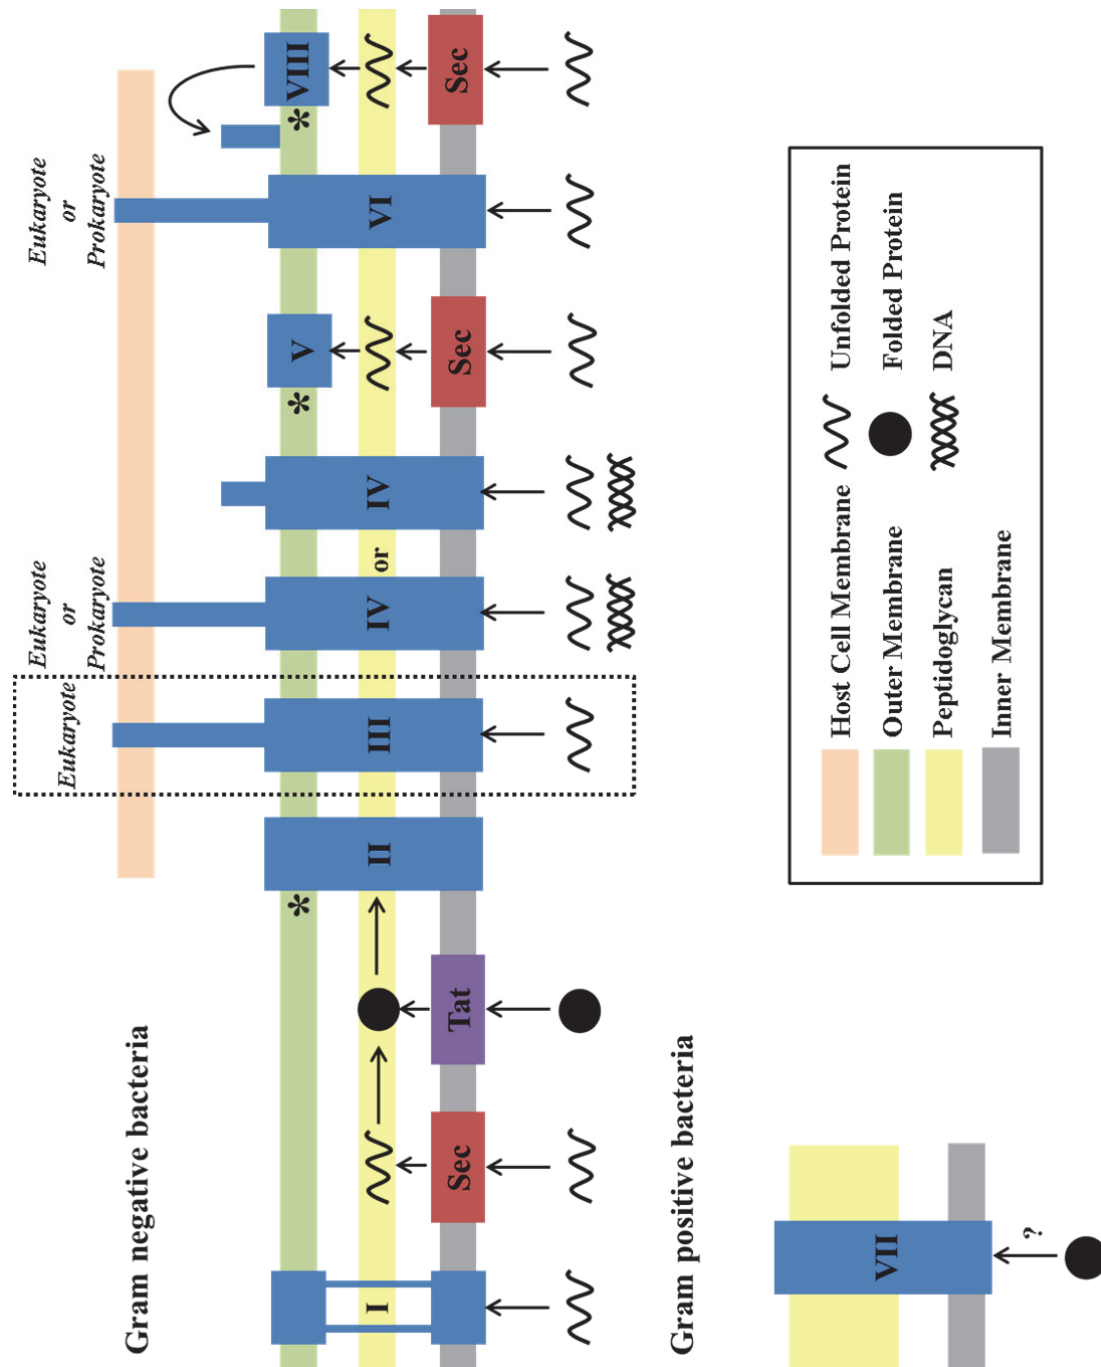 Gram negative bacteria
Eukaryote
Eukaryote
or
Prokaryote
Eukaryote
or
Prokaryote
I
Sec
Tat
*
II
III
IV
or
IV
*
V
Sec
VI
*
VIII
Sec
Gram positive bacteria
VII
?
Host Cell Membrane
Outer Membrane
Peptidoglycan
Inner Membrane
Unfolded Protein
Folded Protein
DNA